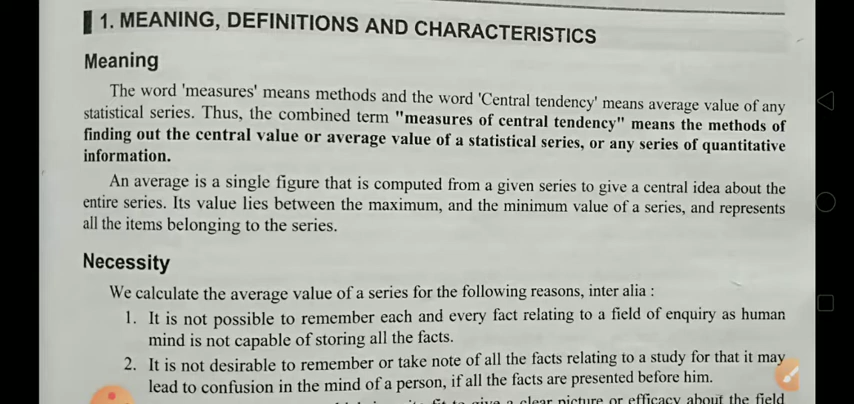 1. MEANING, DEFINITIONS AND CHARACTERISTICS
Meaning
The word 'measures' means methods and the word 'Central tendency' means average value of any
statistical series. Thus, the combined term "measures of central tendency" means the methods of
finding out the central value or average value of a statistical series, or any series of quantitative
information.
An average is a single figure that is computed from a given series to give a central idea about the
entire series. Its value lies between the maximum, and the minimum value of a series, and represents
all the items belonging to the series.
Necessity
We calculate the average value of a series for the following reasons, inter alia :
1. It is not possible to remember each and every fact relating to a field of enquiry as human
mind is not capable of storing all the facts.
2. It is not desirable to remember or take note of all the facts relating to a study for that it may
lead to confusion in the mind of a person, if all the facts are presented before him.
to give a clear picture or efficacy about the field